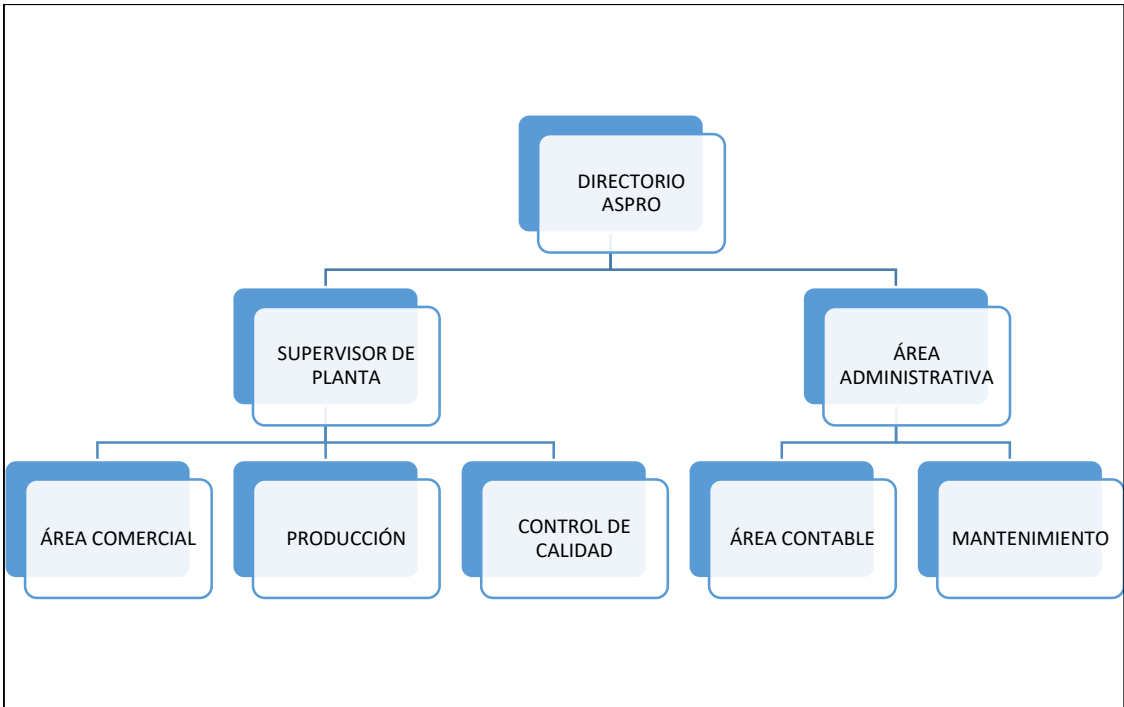 DIRECTORIO
ASPRO
SUPERVISOR DE
PLANTA
ÁREA
ADMINISTRATIVA
ÁREA COMERCIAL
PRODUCCIÓN
CONTROL DE
CALIDAD
ÁREA CONTABLE
MANTENIMIENTO